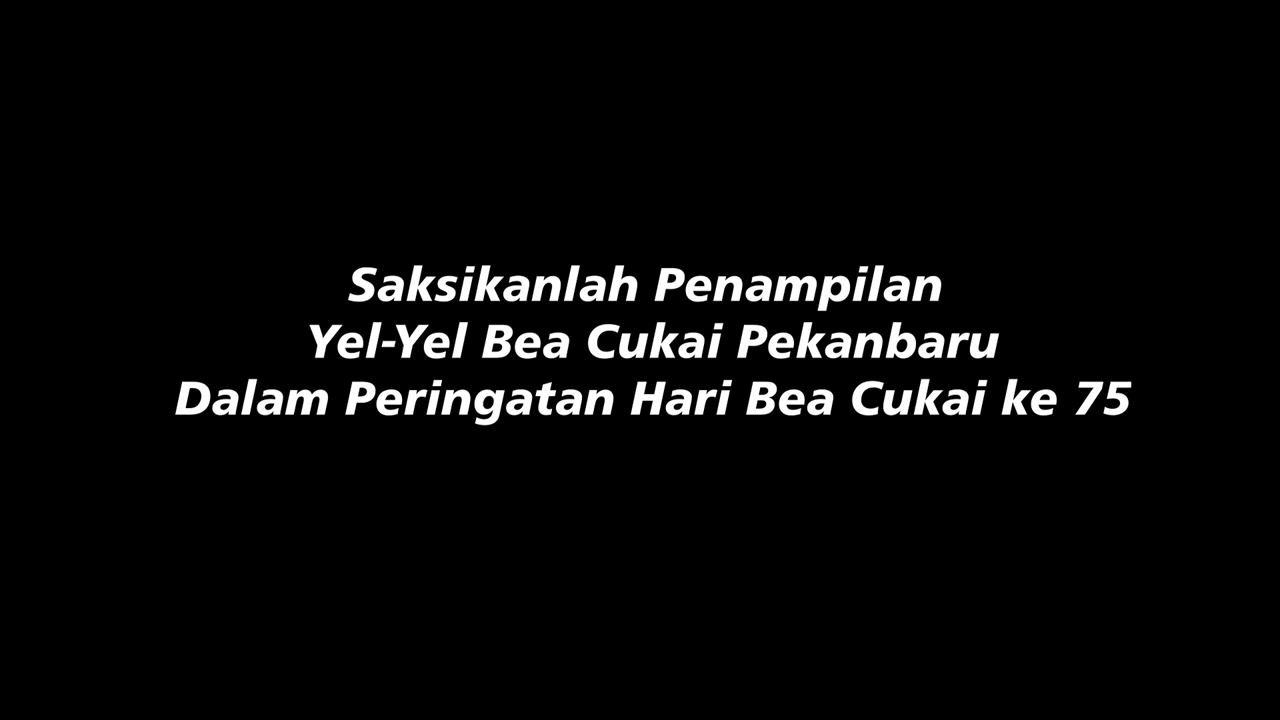 Saksikanlah Penampilan
Yel-Yel Bea Cukai Pekanbaru
Dalam Peringatan Hari Bea Cukai ke 75